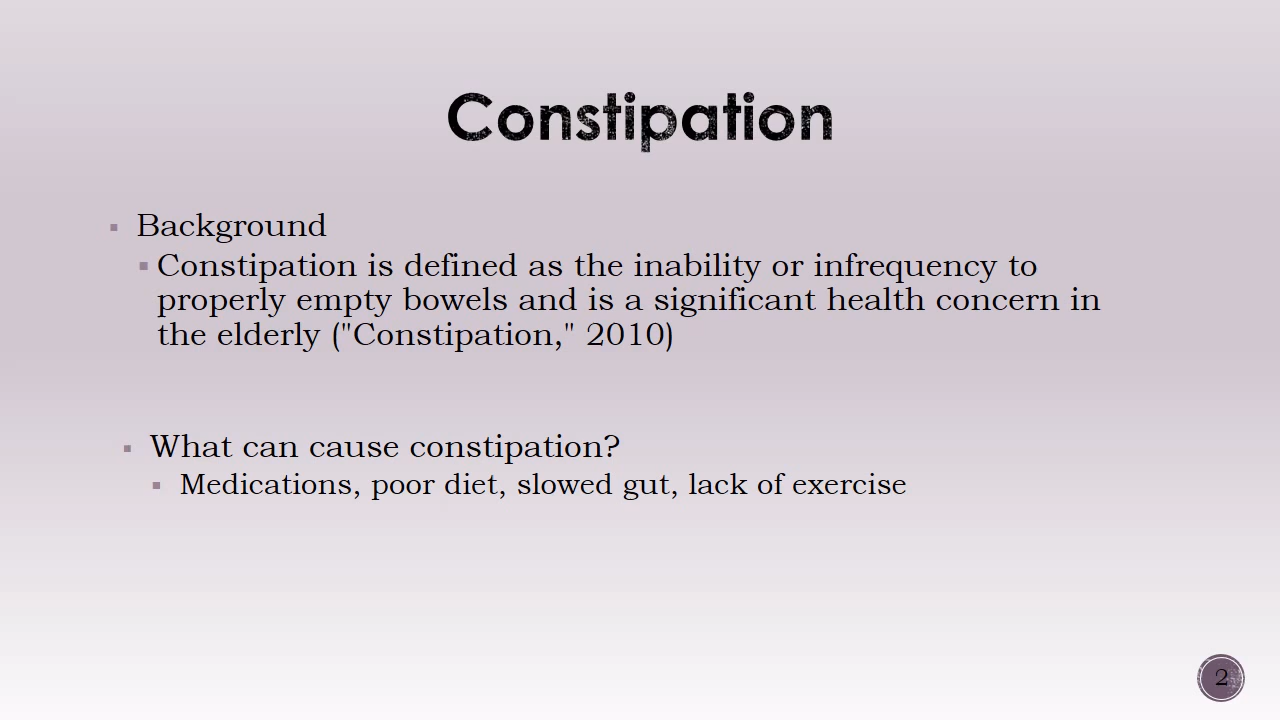 Constipation
Background
Constipation is defined as the inability or infrequency to
properly empty bowels and is a significant health concern in
the elderly ("Constipation," 2010)
What can cause constipation?
Medications, poor diet, slowed gut, lack of exercise
2